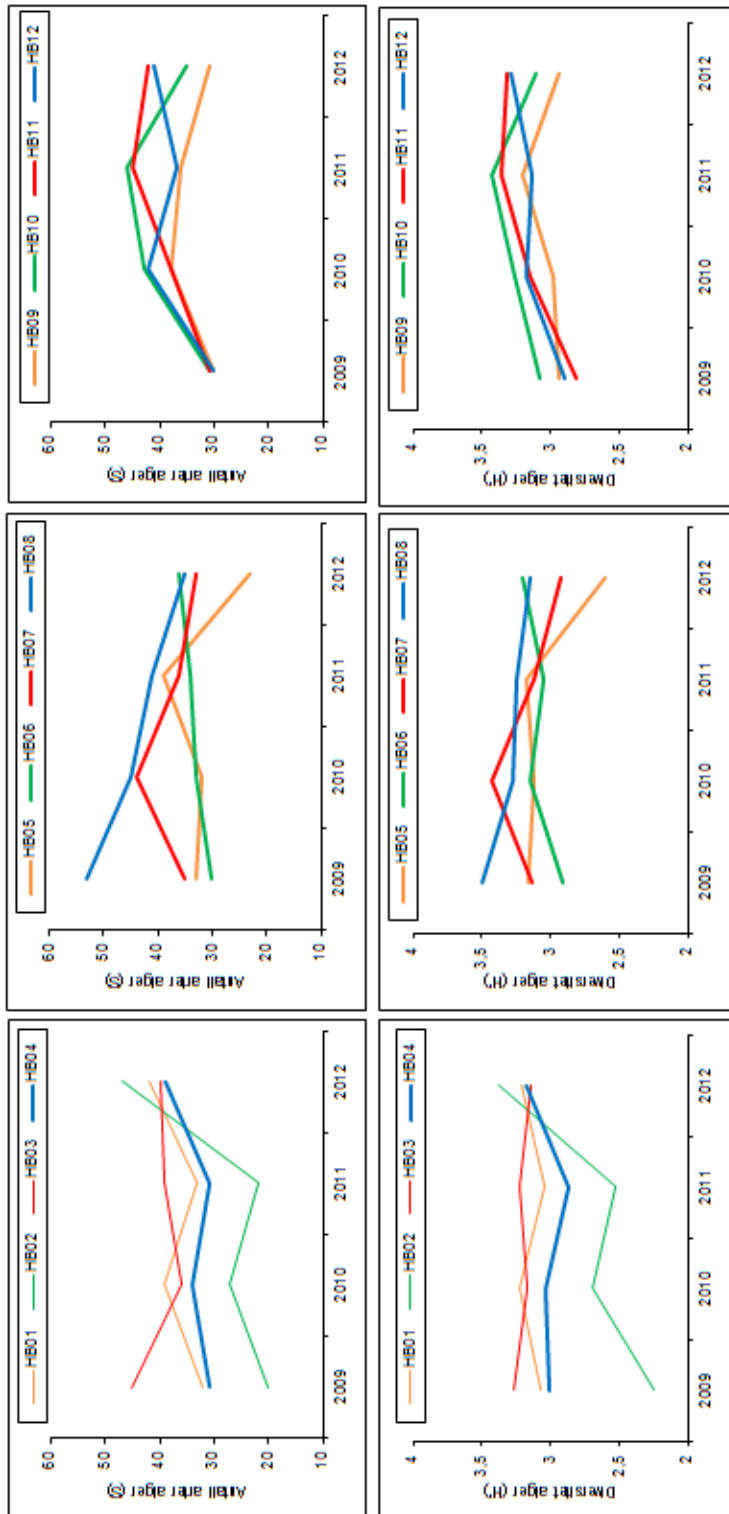 HB01 HB02 HB03 HB04
Antall arter alger (S)
60
50
40
30
20
10
2009 2010 2011 2012
HB05 HB06 HB07 HB08
Antall arter alger (S)
60
50
40
30
20
10
2009 2010 2011 2012
HB09 HB10 HB11 HB12
Antall arter alger (S)
60
50
40
30
20
10
2009 2010 2011 2012
HB01 HB02 HB03 HB04
Diversitet alger (H')
4
3.5
3
2.5
2
2009 2010 2011 2012
HB05 HB06 HB07 HB08
Diversitet alger (H')
4
3.5
3
2.5
2
2009 2010 2011 2012
HB09 HB10 HB11 HB12
Diversitet alger (H')
4
3.5
3
2.5
2
2009 2010 2011 2012